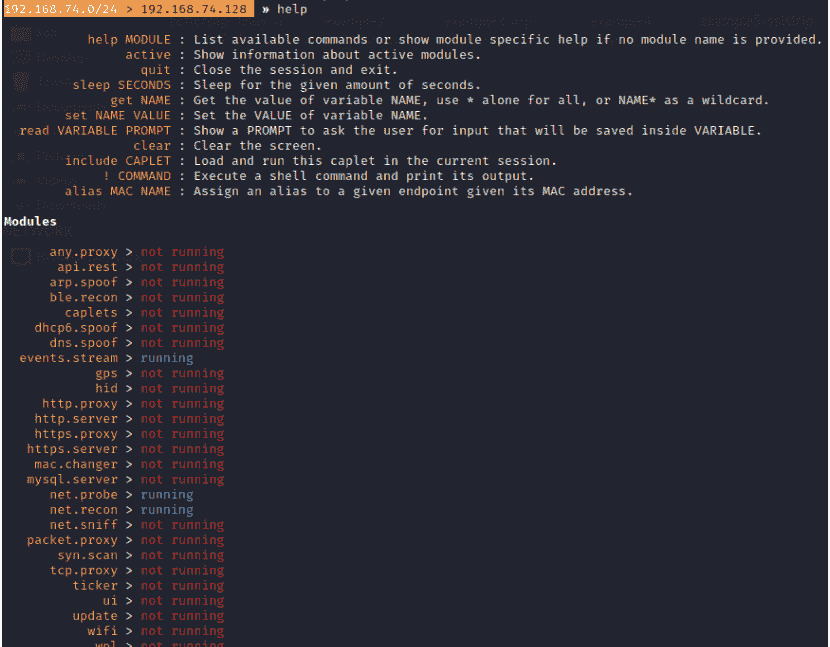 192.168.74.0/24 > 192.168.74.128 » help
help MODULE : List available commands or show module specific help if no module name is provided.
active : Show information about active modules.
quit : Close the session and exit.
sleep SECONDS : Sleep for the given amount of seconds.
get NAME : Get the value of variable NAME, use * alone for all, or NAME* as a wildcard.
set NAME VALUE : Set the VALUE of variable NAME.
read VARIABLE PROMPT : Show a PROMPT to ask the user for input that will be saved inside VARIABLE.
clear : Clear the screen.
include CAPLET : Load and run this caplet in the current session.
! COMMAND : Execute a shell command and print its output.
alias MAC NAME : Assign an alias to a given endpoint given its MAC address.
Modules
any.proxy > not running
api.rest > not running
arp.spoof > not running
ble.recon > not running
caplets > not running
dhcp6.spoof > not running
dns.spoof > not running
events.stream > running
gps > not running
hid > not running
http.proxy > not running
http.server > not running
https.proxy > not running
https.server > not running
mac.changer > not running
mysql.server > not running
net.probe > running
net.recon > running
net.sniff > not running
packet.proxy > not running
syn.scan > not running
tcp.proxy > not running
ticker > not running
ui > not running
update > not running
wifi > not running
wol > not running